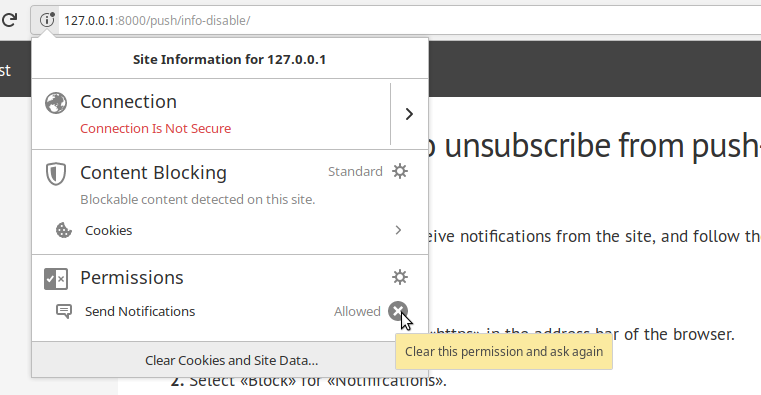 127.0.0.1:8000/push/info-disable/
st
Site Information for 127.0.0.1
Connection
Connection Is Not Secure
unsubscribe from push-
Content Blocking
Standard
Blockable content detected on this site.
Cookies
eive notifications from the site, and follow the
Permissions
Send Notifications
Allowed
«https» in the address bar of the browser.
Clear this permission and ask again
Clear Cookies and Site Data...
2. Select «Block» for «Notifications».